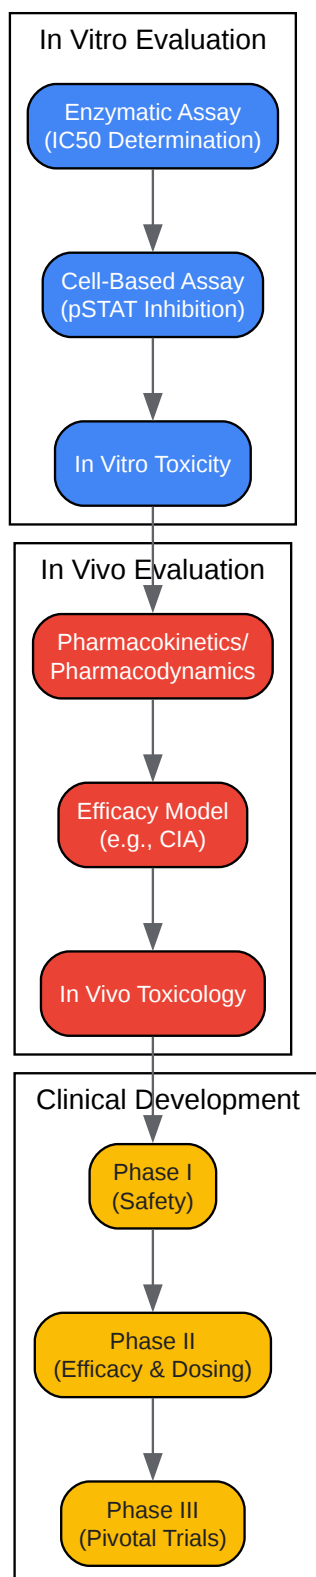 In Vitro Evaluation
Enzymatic Assay
(IC50 Determination)
Cell-Based Assay
(pSTAT Inhibition)
In Vitro Toxicity
In Vivo Evaluation
Pharmacokinetics/
Pharmacodynamics
Efficacy Model
(e.g., CIA)
In Vivo Toxicology
Clinical Development
Phase I
(Safety)
Phase II
(Efficacy & Dosing)
Phase III
(Pivotal Trials)